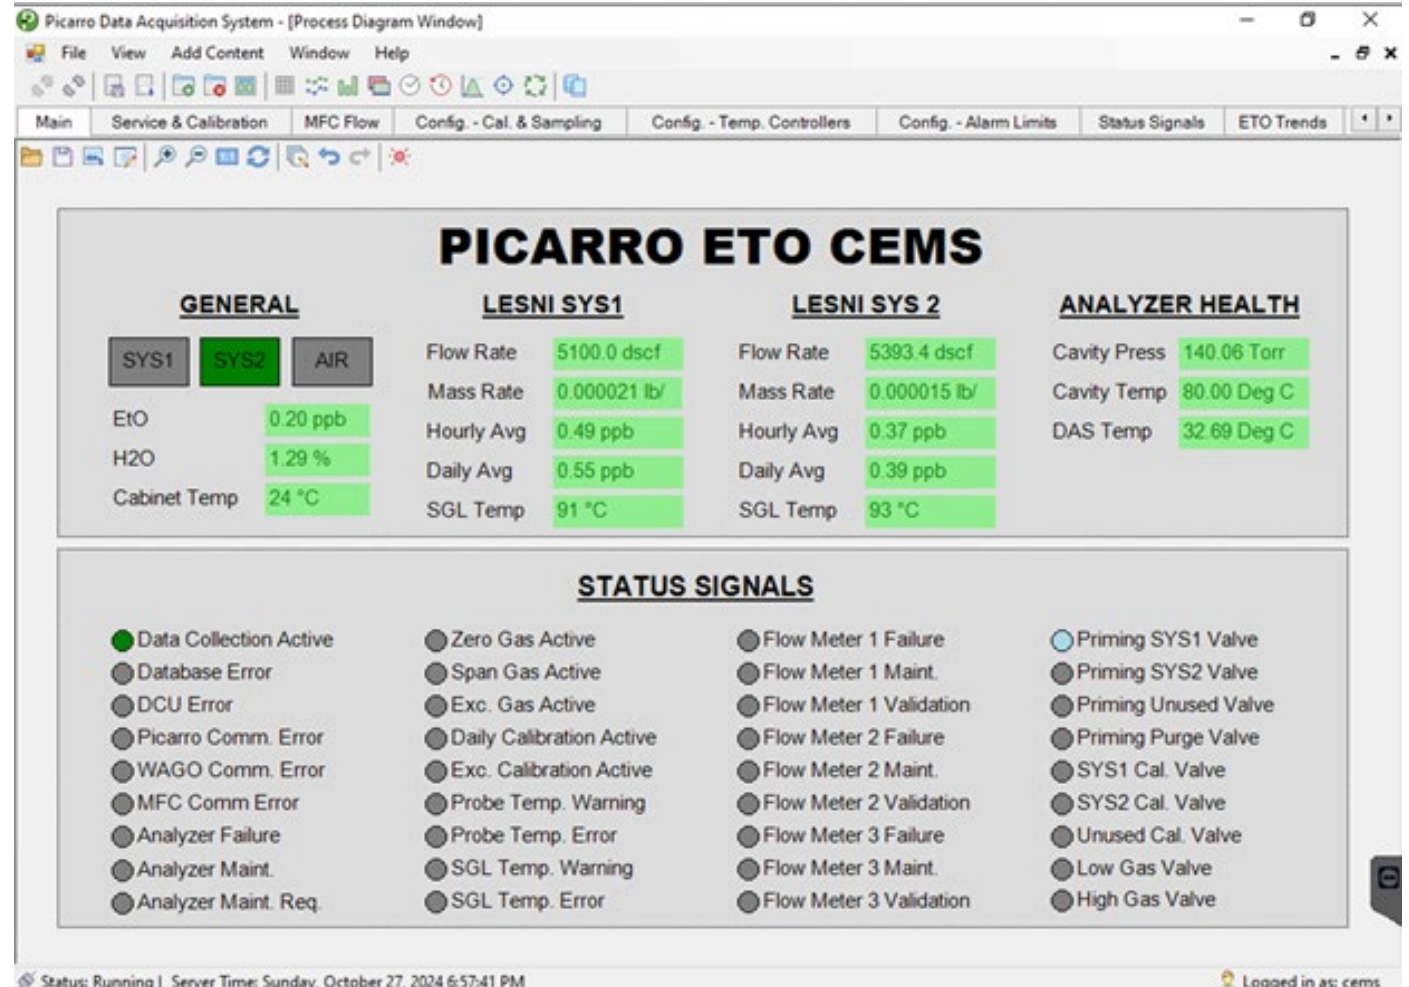 Picarro Data Acquisition System - [Process Diagram Window]
File View Add Content Window Help
Main Service & Calibration MFC Flow Config. - Cal. & Sampling Config. - Temp. Controllers Config. - Alarm Limits Status Signals ETO Trends
PICARRO ETO CEMS
GENERAL
SYS1 SYS2 AIR
EtO 0.20 ppb
H2O 1.29 %
Cabinet Temp 24 °C
LESNI SYS1
Flow Rate 5100.0 dscf
Mass Rate 0.000021 lb/
Hourly Avg 0.49 ppb
Daily Avg 0.55 ppb
SGL Temp 91 °C
LESNI SYS 2
Flow Rate 5393.4 dscf
Mass Rate 0.000015 lb/
Hourly Avg 0.37 ppb
Daily Avg 0.39 ppb
SGL Temp 93 °C
ANALYZER HEALTH
Cavity Press 140.06 Torr
Cavity Temp 80.00 Deg C
DAS Temp 32.69 Deg C
STATUS SIGNALS
Data Collection Active
Database Error
DCU Error
Picarro Comm. Error
WAGO Comm. Error
MFC Comm Error
Analyzer Failure
Analyzer Maint.
Analyzer Maint. Req.
Zero Gas Active
Span Gas Active
Exc. Gas Active
Daily Calibration Active
Exc. Calibration Active
Probe Temp. Warning
Probe Temp. Error
SGL Temp. Warning
SGL Temp. Error
Flow Meter 1 Failure
Flow Meter 1 Maint.
Flow Meter 1 Validation
Flow Meter 2 Failure
Flow Meter 2 Maint.
Flow Meter 2 Validation
Flow Meter 3 Failure
Flow Meter 3 Maint.
Flow Meter 3 Validation
Priming SYS1 Valve
Priming SYS2 Valve
Priming Unused Valve
Priming Purge Valve
SYS1 Cal. Valve
SYS2 Cal. Valve
Unused Cal. Valve
Low Gas Valve
High Gas Valve
Status: Running | Server Time: Sunday, October 27, 2024 6:57:41 PM Logged in as: cems